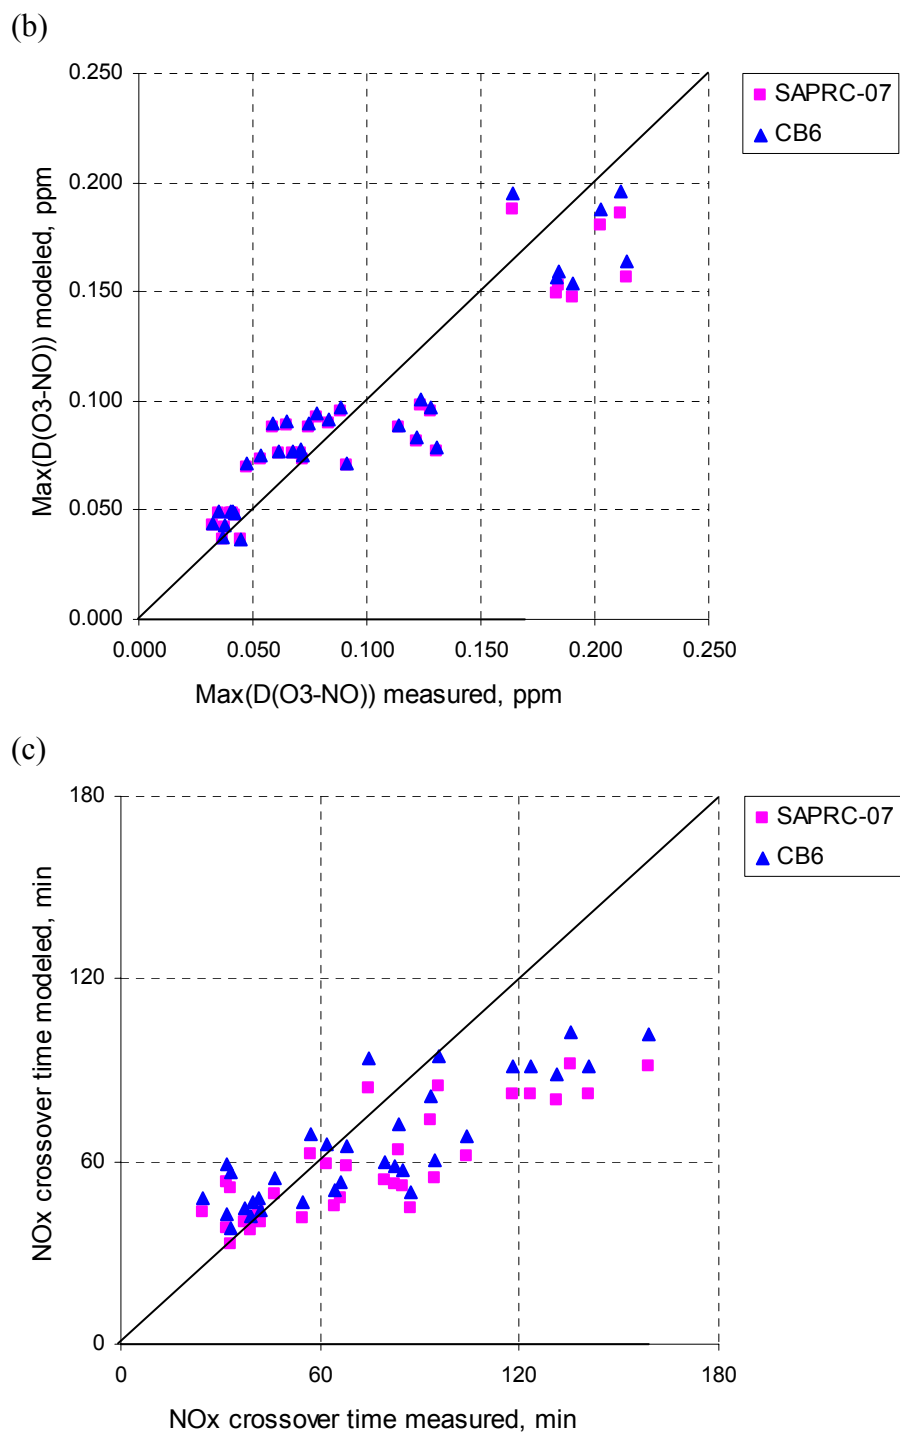 (b)
0.250
0.200
0.150
0.100
0.050
0.000
Max(D(O3-NO)) modeled, ppm
0.000 0.050 0.100 0.150 0.200 0.250
Max(D(O3-NO)) measured, ppm
SAPRC-07
CB6
(c)
180
120
60
0
NOx crossover time modeled, min
0 60 120 180
NOx crossover time measured, min
SAPRC-07
CB6